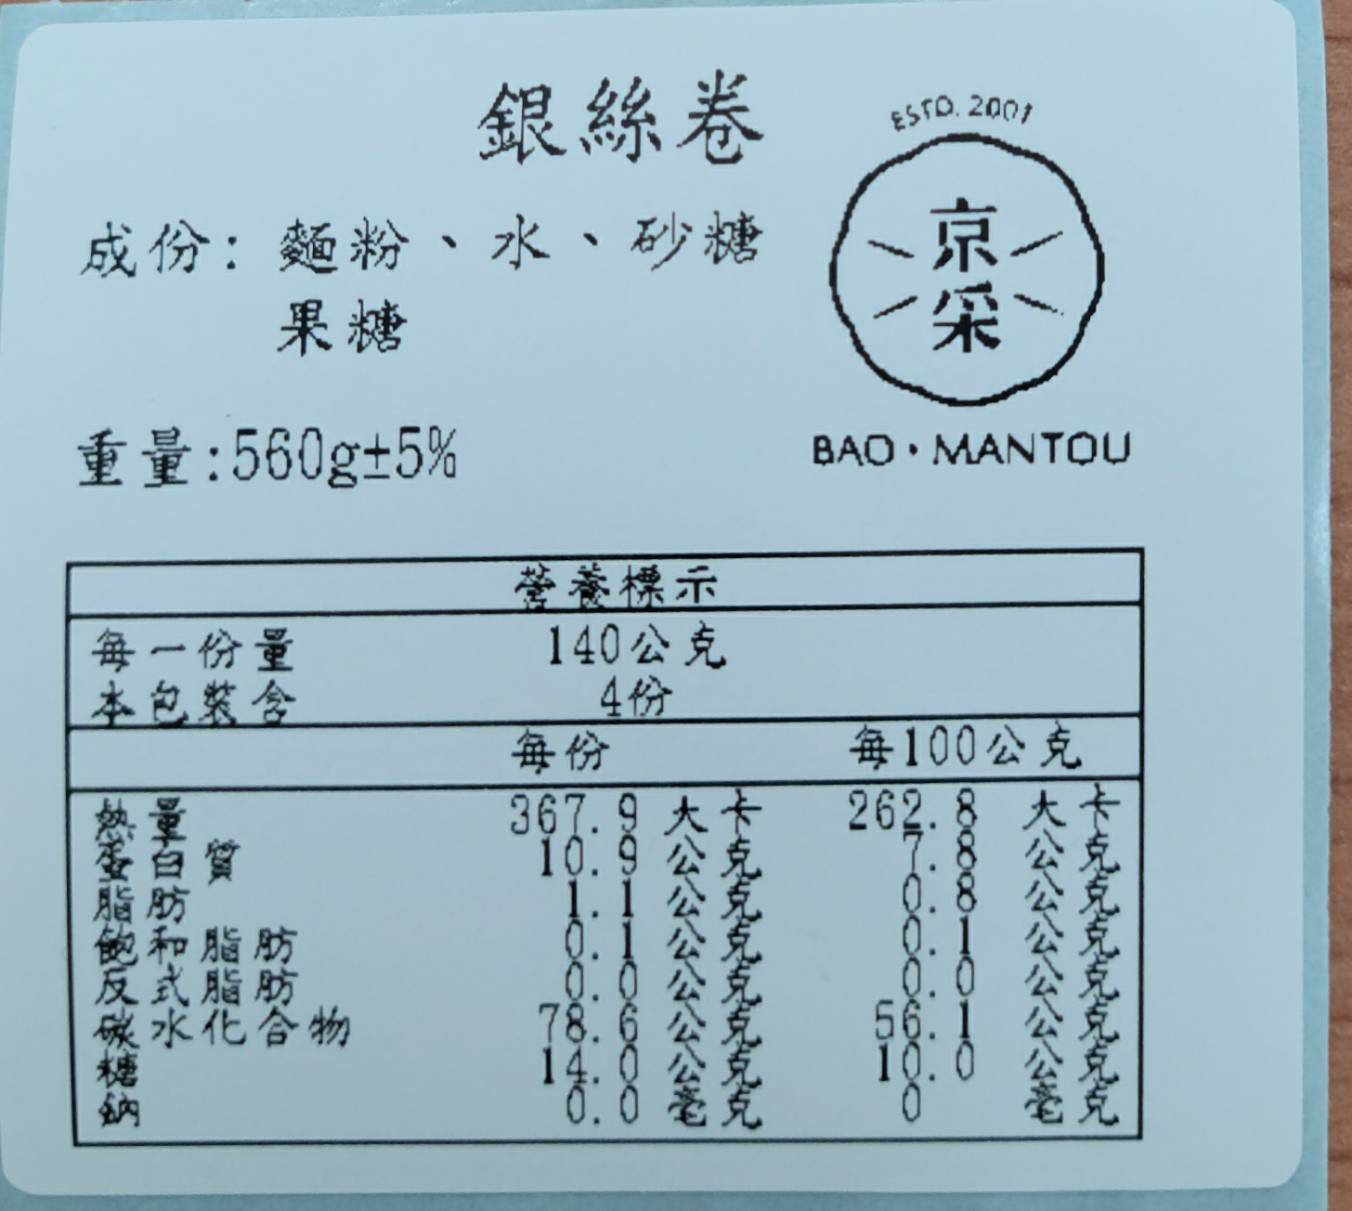 銀絲卷
ESTD. 2001
京采
BAO·MANTOU
成份：麵粉、水、砂糖
果糖
重量:560g±5%
營養標示
每一份量 140公克
本包裝含 4份
每份 每100公克
熱量 367.9 大卡 262.8 大卡
蛋白質 10.9 公克 7.8 公克
脂肪 1.1 公克 0.8 公克
飽和脂肪 0.1 公克 0.1 公克
反式脂肪 0.0 公克 0.0 公克
碳水化合物 78.6 公克 56.1 公克
糖 14.0 公克 10.0 公克
鈉 0.0 毫克 0 毫克